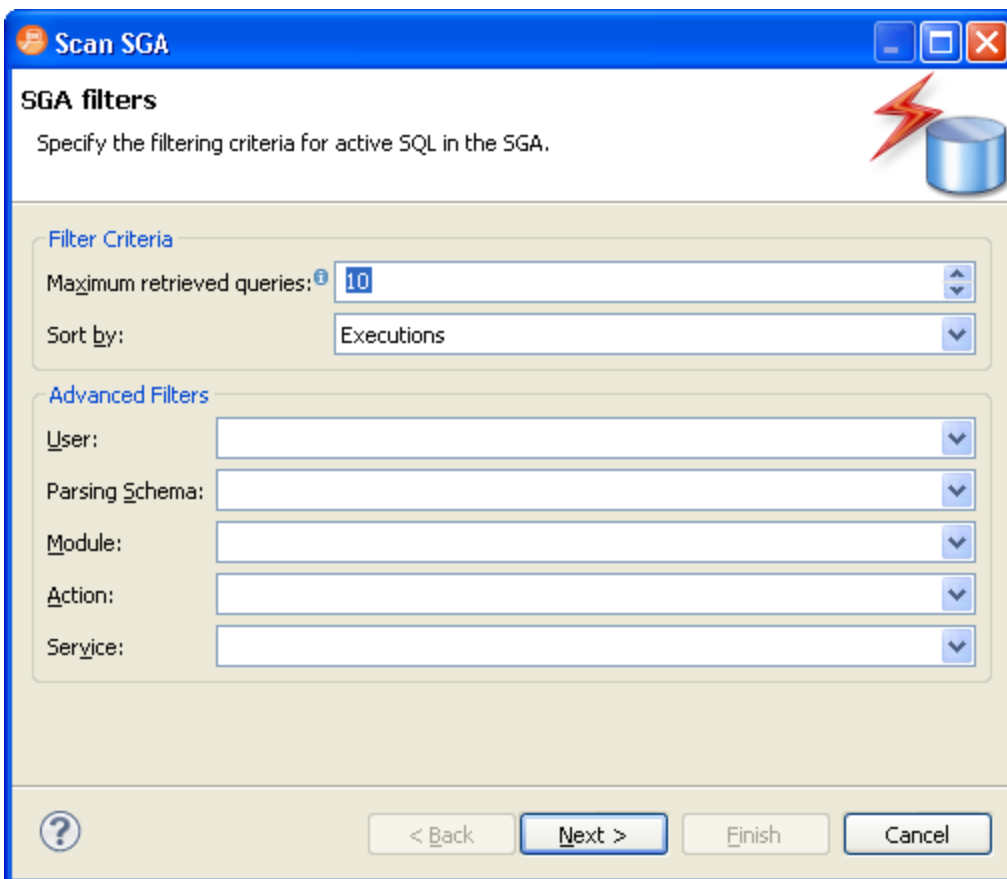 Scan SGA
SGA filters
Specify the filtering criteria for active SQL in the SGA.
Filter Criteria
Maximum retrieved queries: 10
Sort by: Executions
Advanced Filters
User:
Parsing Schema:
Module:
Action:
Service:
? < Back Next > Finish Cancel